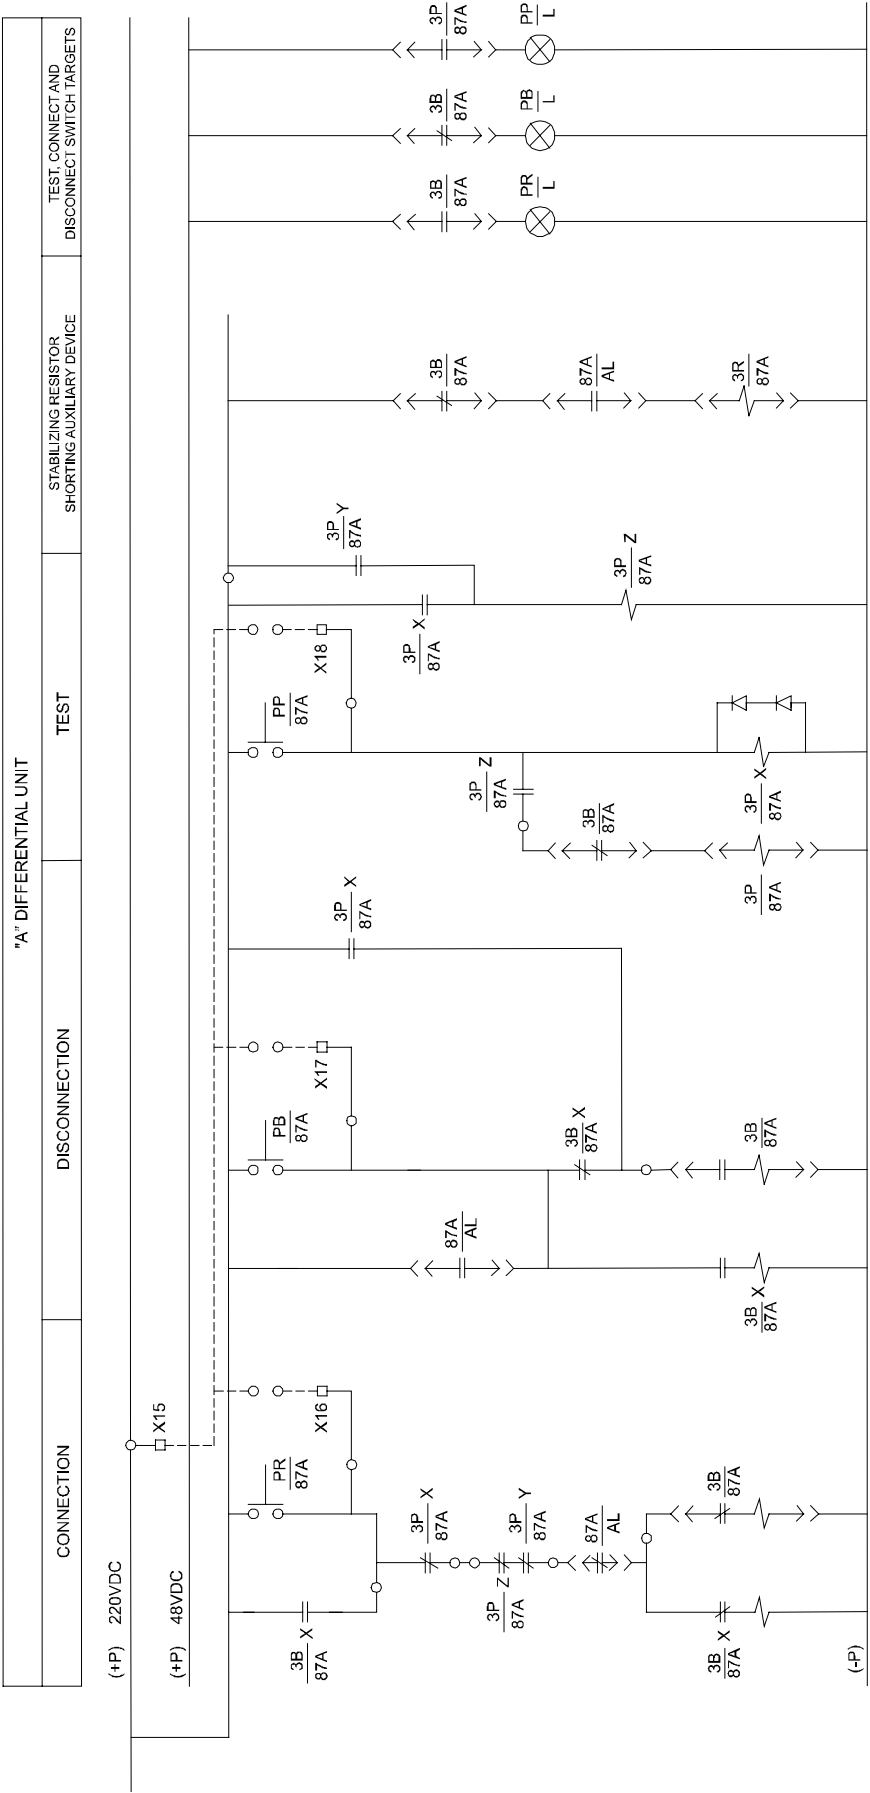 "A" DIFFERENTIAL UNIT
CONNECTION
DISCONNECTION
TEST
STABILIZING RESISTOR
SHORTING AUXILIARY DEVICE
TEST, CONNECT AND
DISCONNECT SWITCH TARGETS
(+P) 220VDC
X15
(+P) 48VDC
3B X
87A
PR
87A
X16
3P X
87A
3P Z
87A
3P Y
87A
87A
AL
3B X
87A
3B
87A
(-P)
87A
AL
3B X
87A
PB
87A
X17
3B X
87A
3B
87A
3P X
87A
3P Z
87A
3B
87A
3P
87A
PP
87A
X18
3P X
87A
3P X
87A
3P Y
87A
3P Z
87A
3B
87A
87A
AL
3R
87A
3B
87A
PR
L
3B
87A
PB
L
3P
87A
PP
L